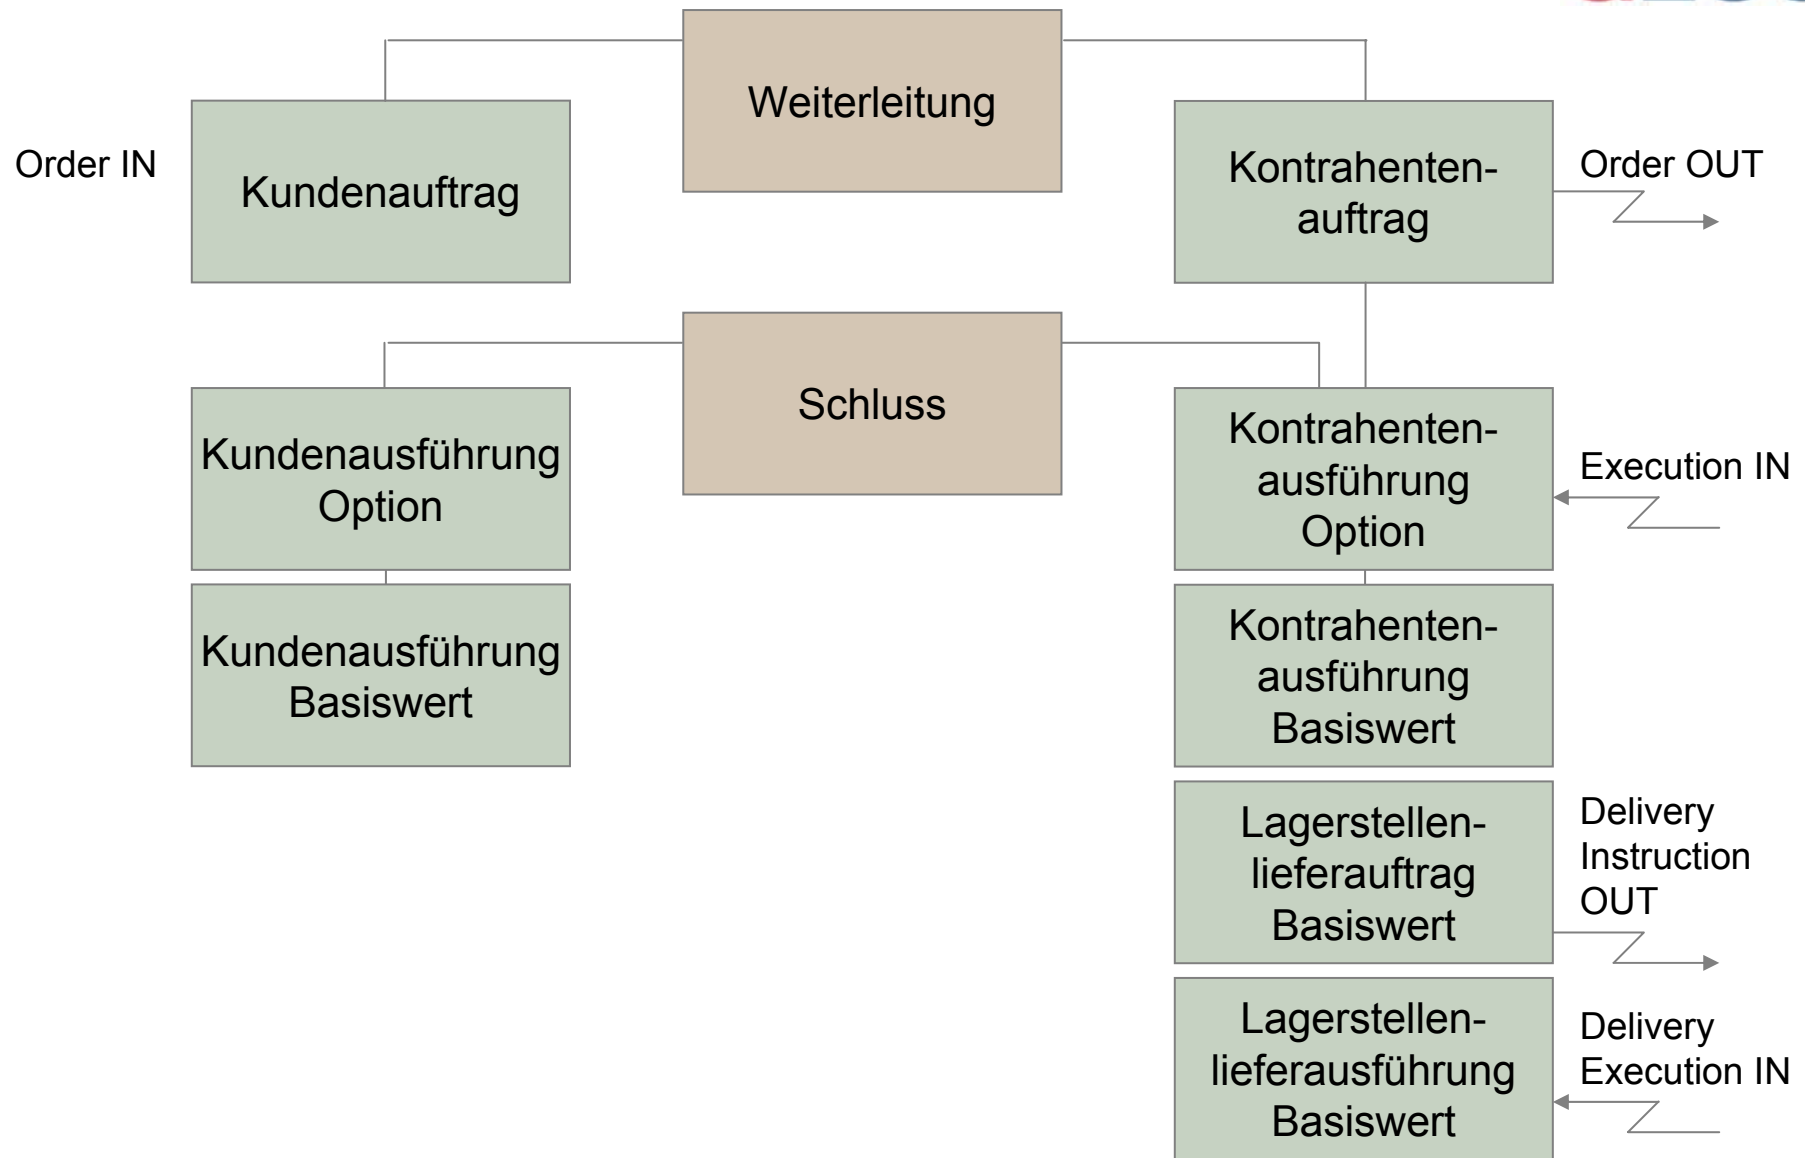 Weiterleitung
Order IN
Kundenauftrag
Kontrahenten-
auftrag
Order OUT
Schluss
Kundenausführung
Option
Kontrahenten-
ausführung
Option
Execution IN
Kundenausführung
Basiswert
Kontrahenten-
ausführung
Basiswert
Lagerstellen-
lieferauftrag
Basiswert
Delivery
Instruction
OUT
Lagerstellen-
lieferausführung
Basiswert
Delivery
Execution IN